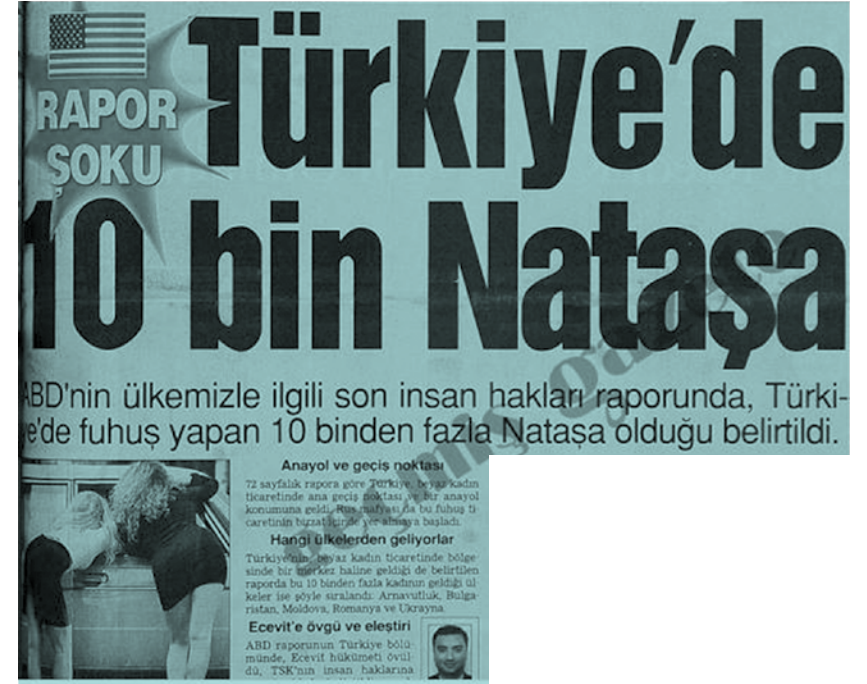 RAPOR
ŞOKU
Türkiye'de
10 bin Nataşa
ABD'nin ülkemizle ilgili son insan hakları raporunda, Türki-
ye'de fuhuş yapan 10 binden fazla Nataşa olduğu belirtildi.
Anayol ve geçiş noktası
72 sayfalık rapora göre Türkiye, beyaz kadın
ticaretinde ana geçiş noktası ve bir anayol
konumuna geldi. Rus mafyası da bu fuhuş ti-
caretinin bizzat içinde yer almaya başladı.
Hangi ülkelerden geliyorlar
Türkiye'nin, beyaz kadın ticaretinde bölge-
sinde bir merkez haline geldiği de belirtilen
raporda bu 10 binden fazla kadının geldiği ül-
keler ise şöyle sıralandı: Arnavutluk, Bulga-
ristan, Moldova, Romanya ve Ukrayna.
Ecevit'e övgü ve eleştiri
ABD raporunun Türkiye bölü-
münde, Ecevit hükümeti övül-
dü, TSK'nın insan haklarına
geçmiş gazete